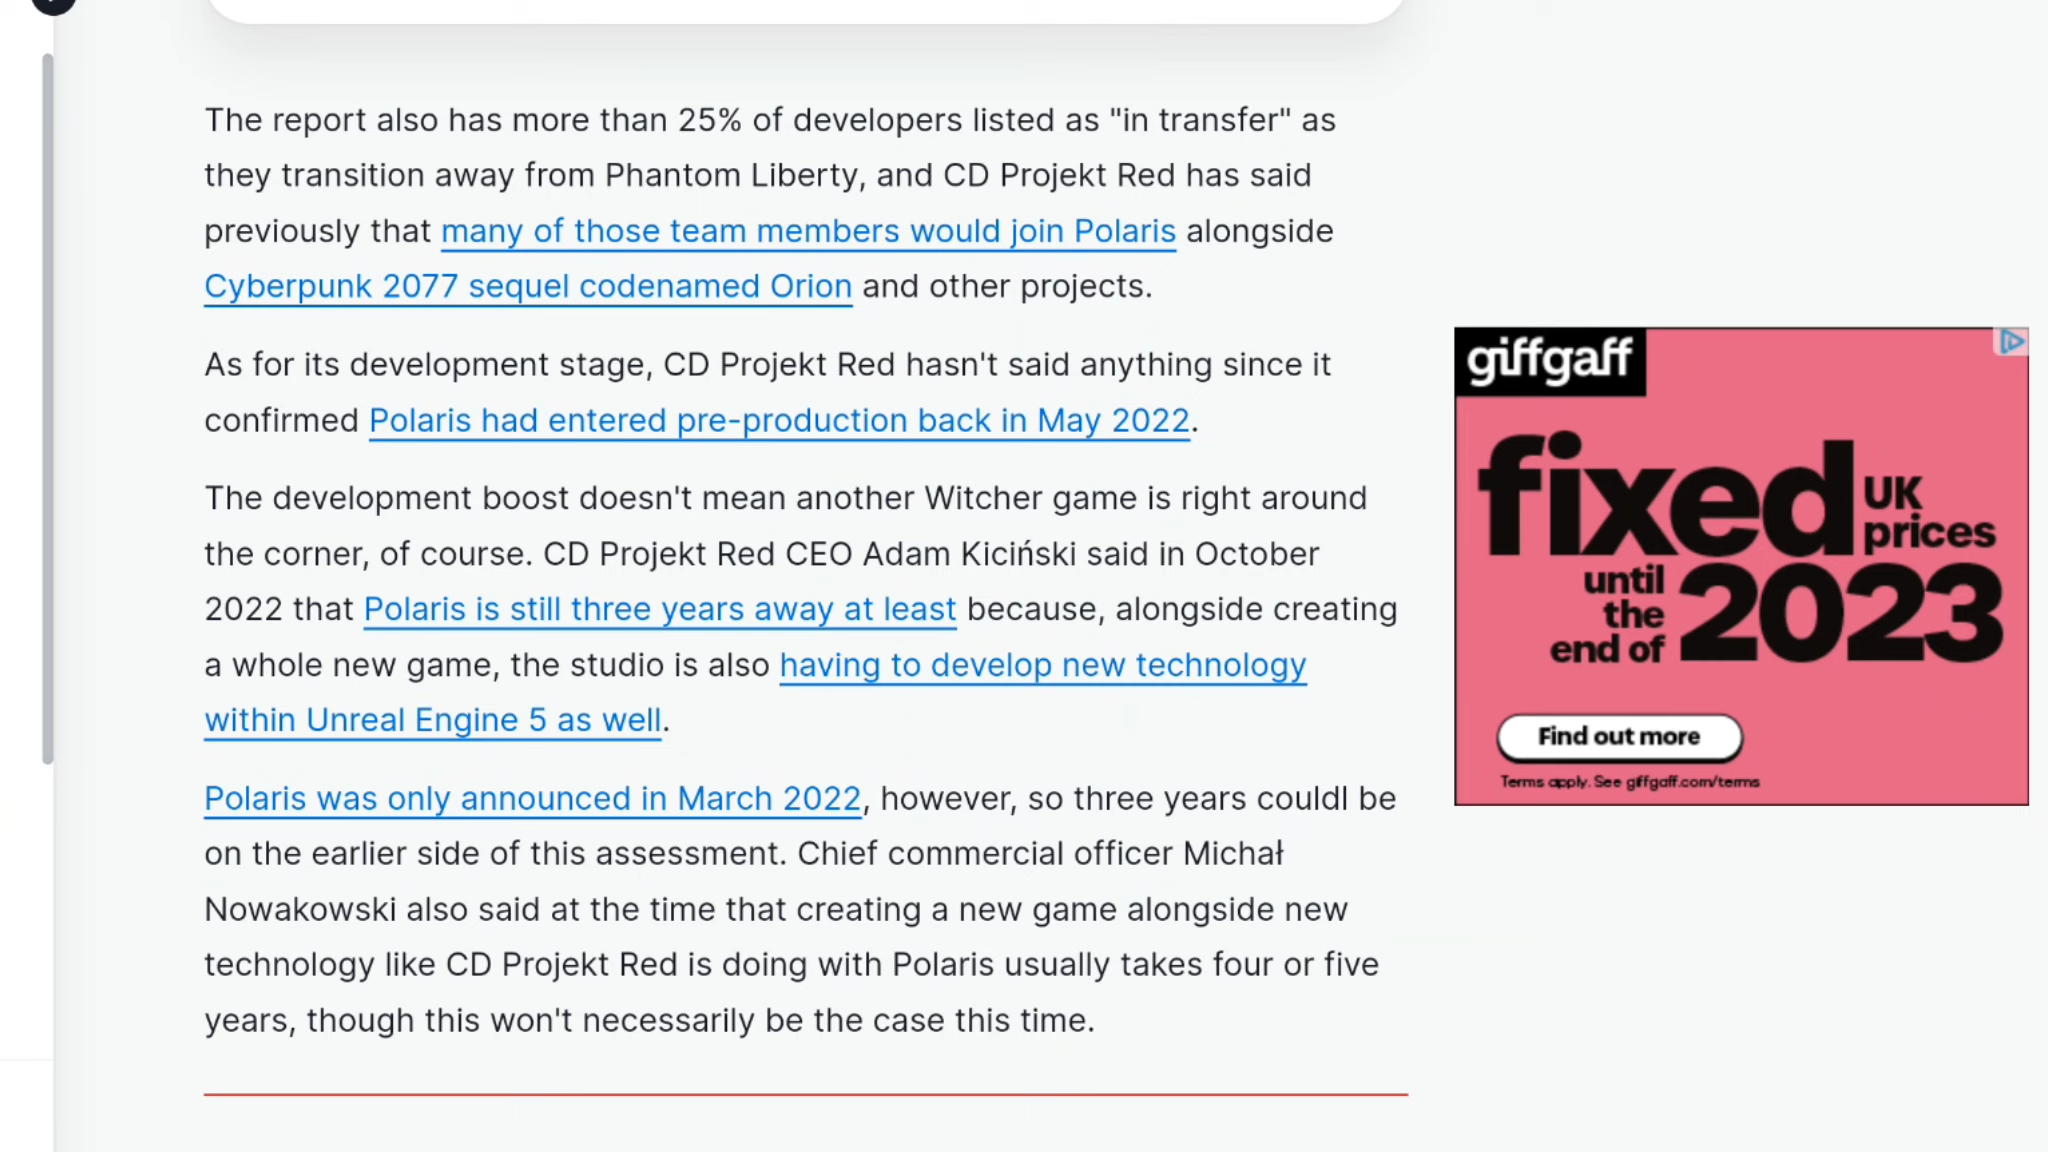 The report also has more than 25% of developers listed as "in transfer" as
they transition away from Phantom Liberty, and CD Projekt Red has said
previously that many of those team members would join Polaris alongside
Cyberpunk 2077 sequel codenamed Orion and other projects.
As for its development stage, CD Projekt Red hasn't said anything since it
confirmed Polaris had entered pre-production back in May 2022.
The development boost doesn't mean another Witcher game is right around
the corner, of course. CD Projekt Red CEO Adam Kiciński said in October
2022 that Polaris is still three years away at least because, alongside creating
a whole new game, the studio is also having to develop new technology
within Unreal Engine 5 as well.
Polaris was only announced in March 2022, however, so three years couldl be
on the earlier side of this assessment. Chief commercial officer Michał
Nowakowski also said at the time that creating a new game alongside new
technology like CD Projekt Red is doing with Polaris usually takes four or five
years, though this won't necessarily be the case this time.
giffgaff
fixed UK prices
until the end of 2023
Find out more
Terms apply. See giffgaff.com/terms